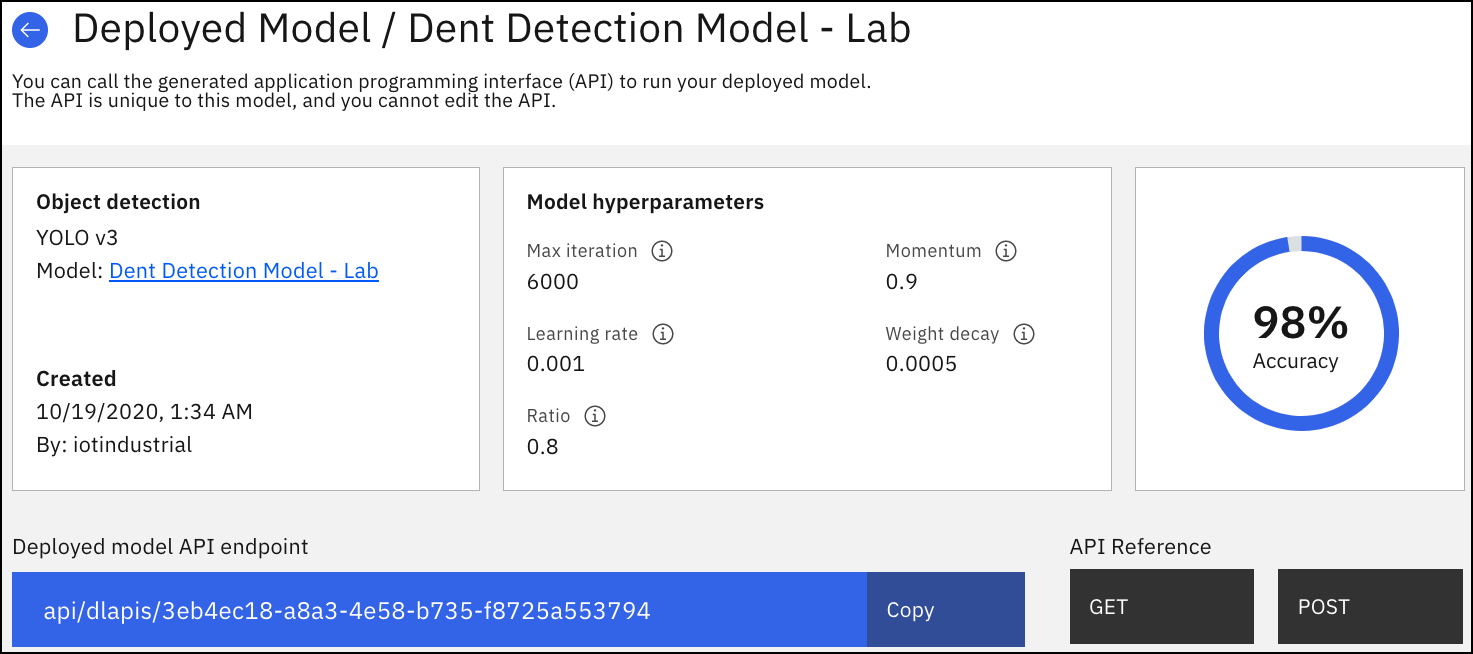 Deployed Model / Dent Detection Model - Lab
You can call the generated application programming interface (API) to run your deployed model.
The API is unique to this model, and you cannot edit the API.
Object detection
YOLO v3
Model: Dent Detection Model - Lab
Created
10/19/2020, 1:34 AM
By: iotindustrial
Model hyperparameters
Max iteration
6000
Momentum
0.9
Learning rate
0.001
Weight decay
0.0005
Ratio
0.8
98%
Accuracy
Deployed model API endpoint
api/dlapis/3eb4ec18-a8a3-4e58-b735-f8725a553794
Copy
API Reference
GET
POST